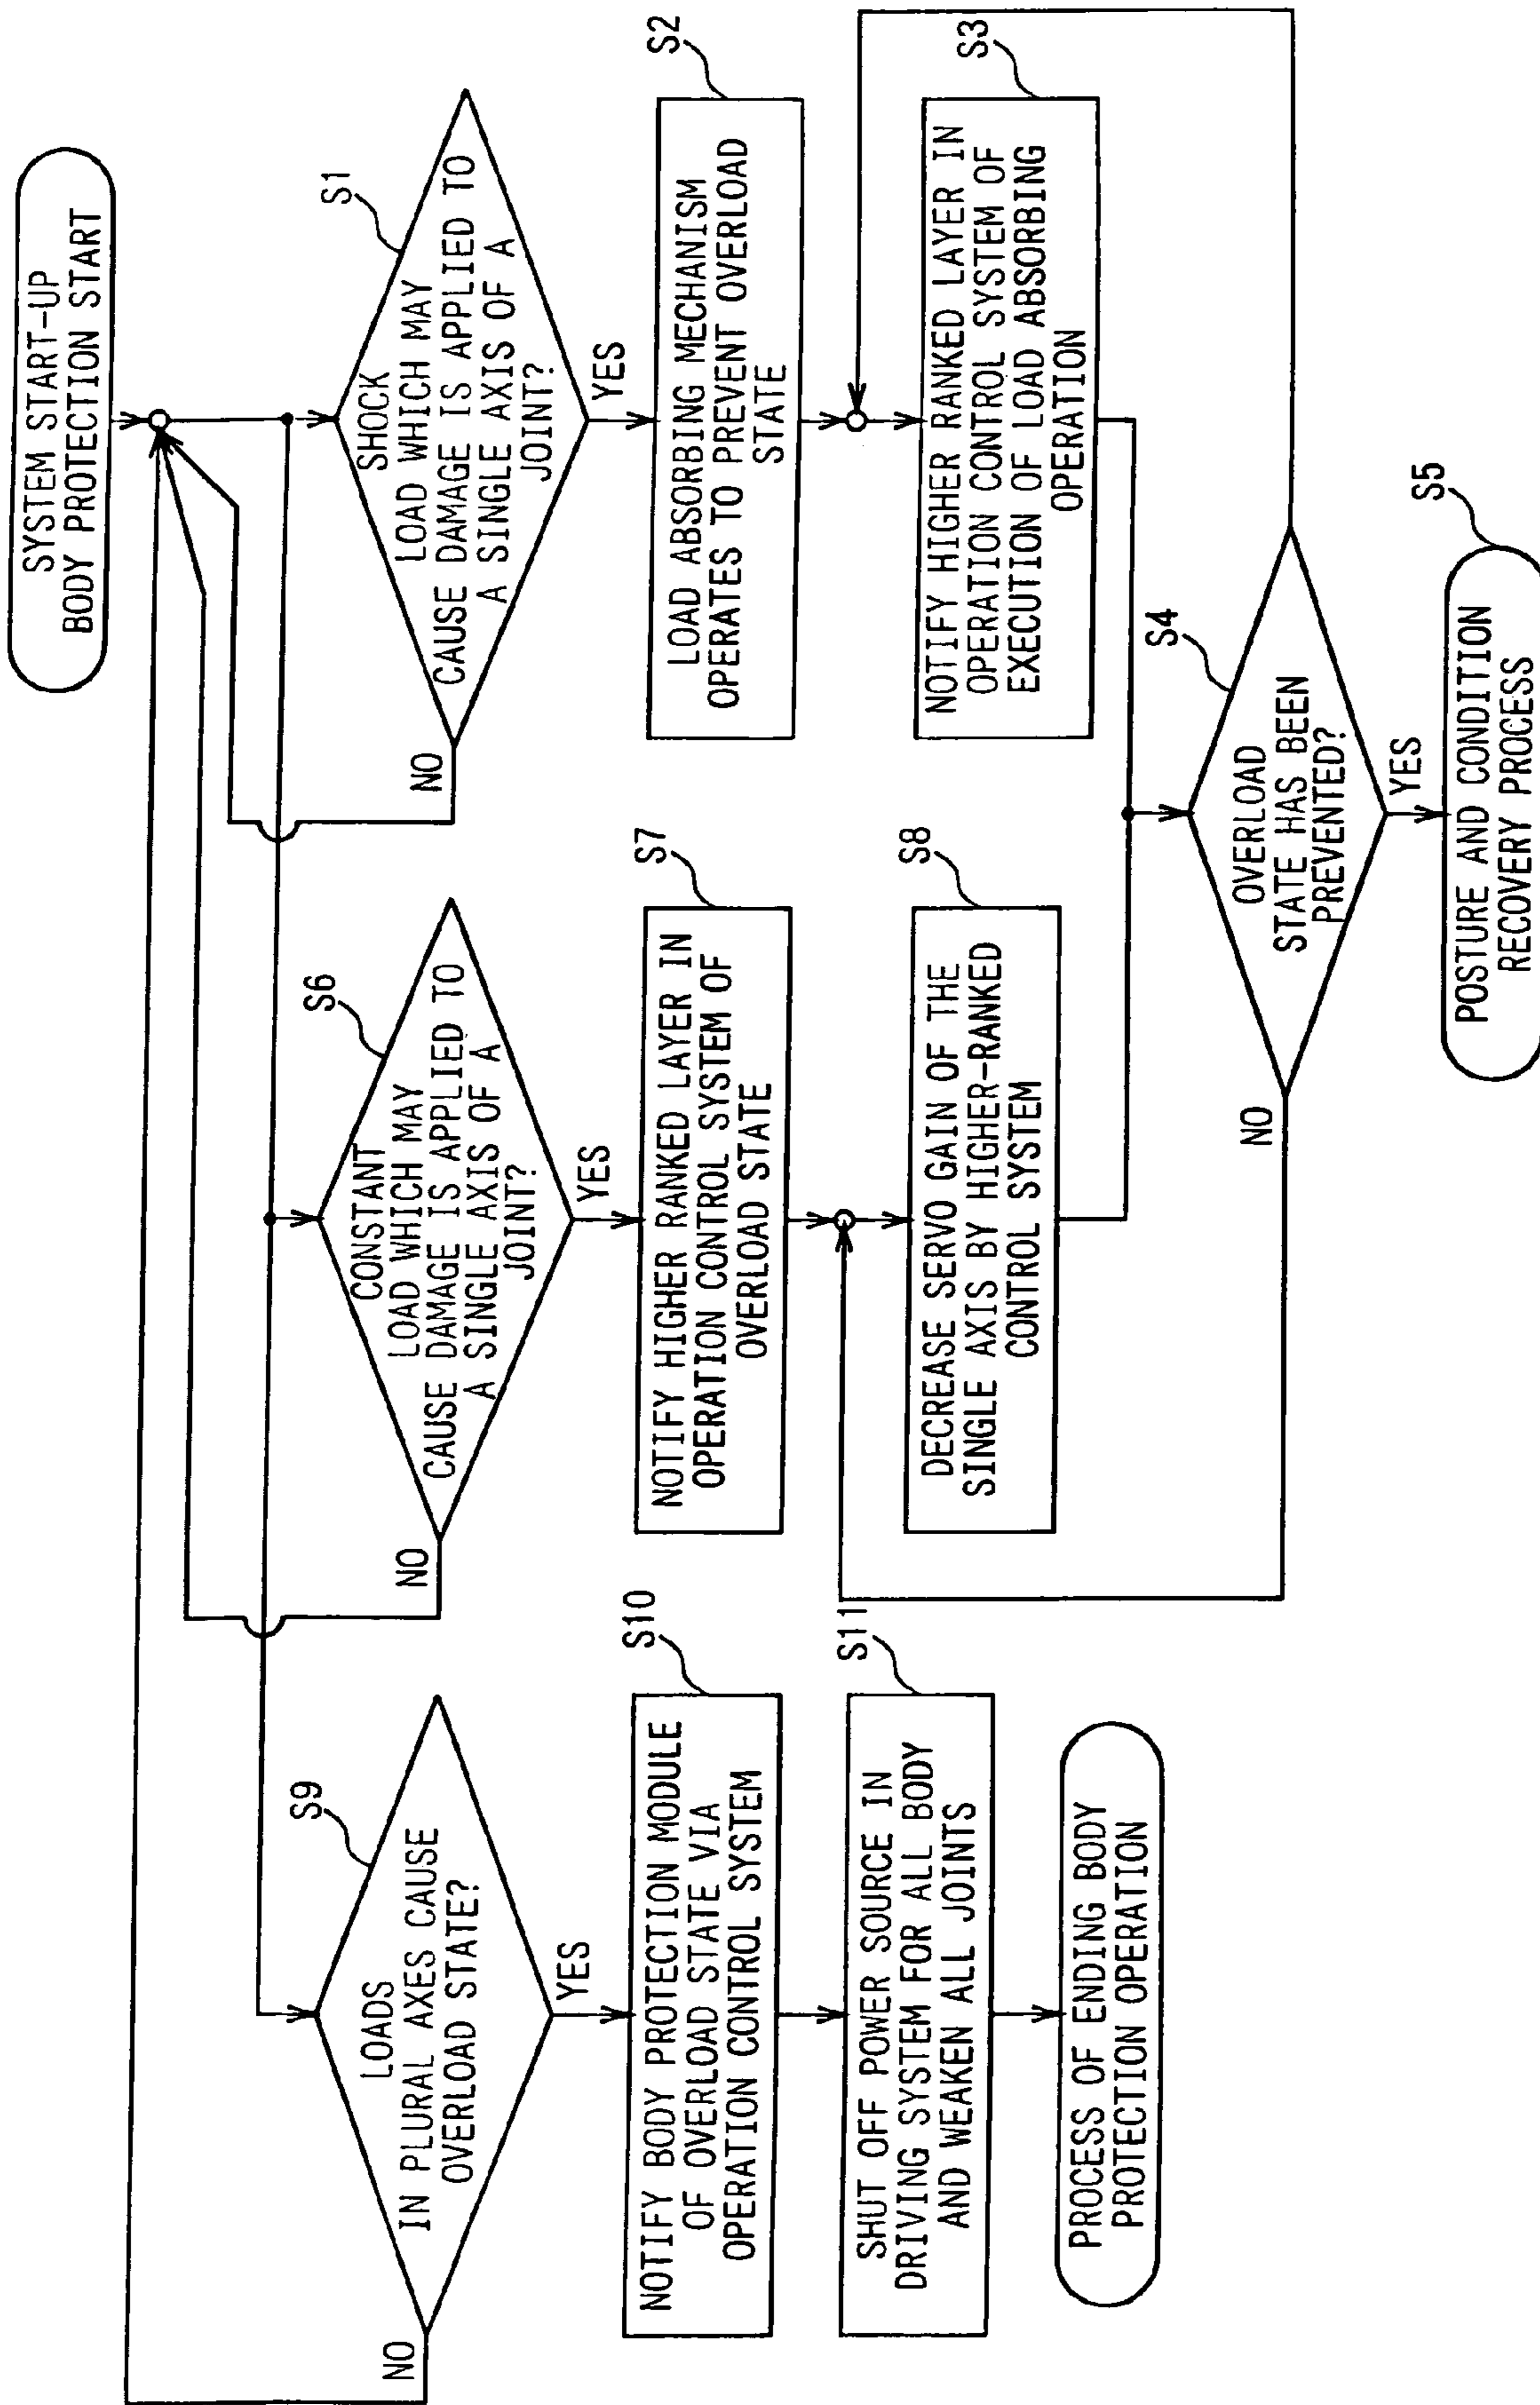 SYSTEM START-UP
BODY PROTECTION START
S1
SHOCK
LOAD WHICH MAY
CAUSE DAMAGE IS APPLIED TO
A SINGLE AXIS OF A
JOINT?
NO
YES
S2
LOAD ABSORBING MECHANISM
OPERATES TO PREVENT OVERLOAD
STATE
S3
NOTIFY HIGHER RANKED LAYER IN
OPERATION CONTROL SYSTEM OF
EXECUTION OF LOAD ABSORBING
OPERATION
S4
OVERLOAD
STATE HAS BEEN
PREVENTED?
NO
YES
S5
POSTURE AND CONDITION
RECOVERY PROCESS
S6
CONSTANT
LOAD WHICH MAY
CAUSE DAMAGE IS APPLIED TO
A SINGLE AXIS OF A
JOINT?
NO
YES
S7
NOTIFY HIGHER RANKED LAYER IN
OPERATION CONTROL SYSTEM OF
OVERLOAD STATE
S8
DECREASE SERVO GAIN OF THE
SINGLE AXIS BY HIGHER-RANKED
CONTROL SYSTEM
S9
LOADS
IN PLURAL AXES CAUSE
OVERLOAD STATE?
NO
YES
S10
NOTIFY BODY PROTECTION MODULE
OF OVERLOAD STATE VIA
OPERATION CONTROL SYSTEM
S11
SHUT OFF POWER SOURCE IN
DRIVING SYSTEM FOR ALL BODY
AND WEAKEN ALL JOINTS
PROCESS OF ENDING BODY
PROTECTION OPERATION